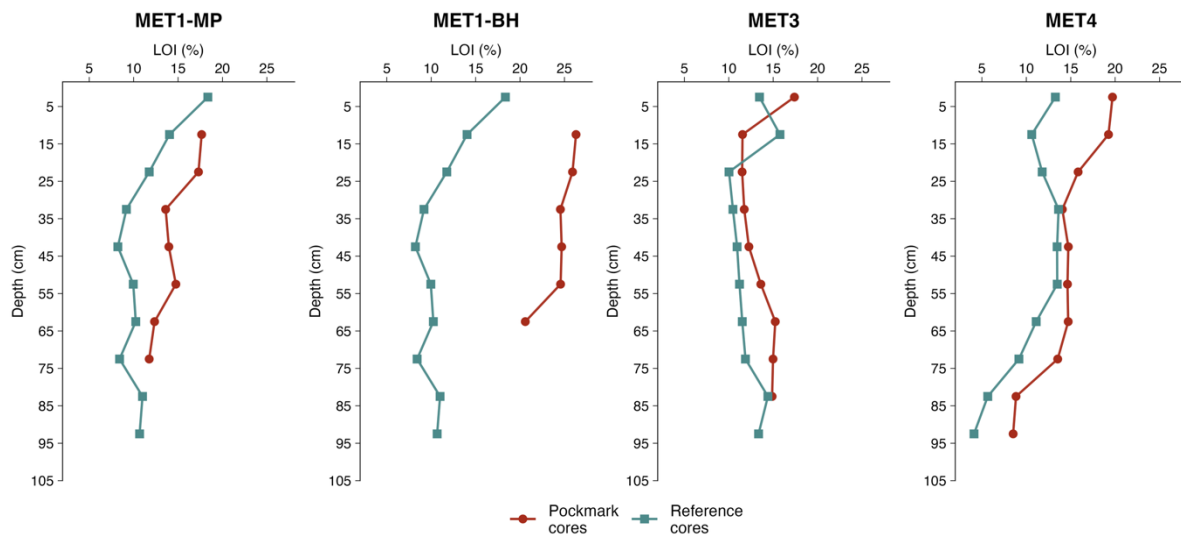 MET1-MP MET1-BH MET3 MET4
LOI (%) LOI (%) LOI (%) LOI (%)
5 10 15 20 25 5 10 15 20 25 5 10 15 20 25 5 10 15 20 25
5 5 5 5
15 15 15 15
25 25 25 25
35 35 35 35
45 45 45 45
Depth (cm) Depth (cm) Depth (cm) Depth (cm)
55 55 55 55
65 65 65 65
75 75 75 75
85 85 85 85
95 95 95 95
105 105 105 105
Pockmark Reference
cores cores